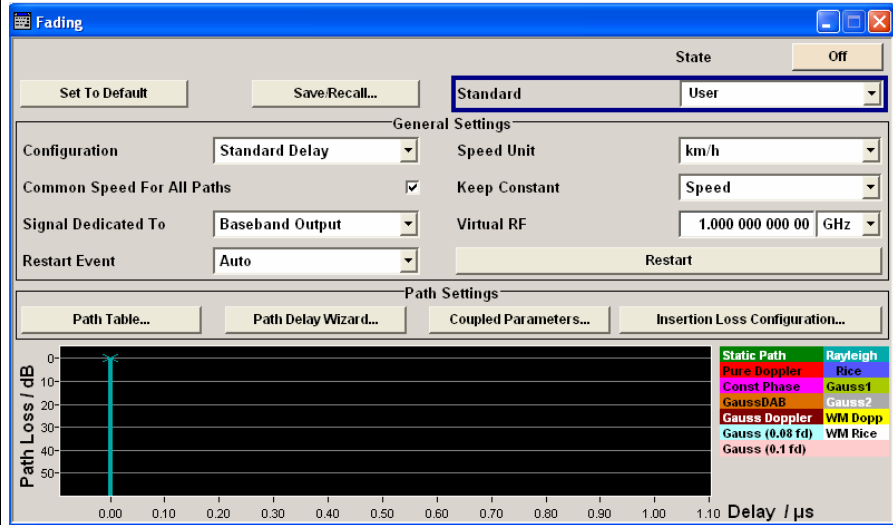 Fading
State Off
Set To Default Save/Recall... Standard User
General Settings
Configuration Standard Delay Speed Unit km/h
Common Speed For All Paths Keep Constant Speed
Signal Dedicated To Baseband Output Virtual RF 1.000 000 000 00 GHz
Restart Event Auto Restart
Path Settings
Path Table... Path Delay Wizard... Coupled Parameters... Insertion Loss Configuration...
Path Loss / dB
0
10
20
30
40
50
Static Path Rayleigh
Pure Doppler Rice
Const Phase Gauss1
GaussDAB Gauss2
Gauss Doppler WM Dopp
Gauss (0.08 fd) WM Rice
Gauss (0.1 fd)
0.00 0.10 0.20 0.30 0.40 0.50 0.60 0.70 0.80 0.90 1.00 1.10 Delay / µs